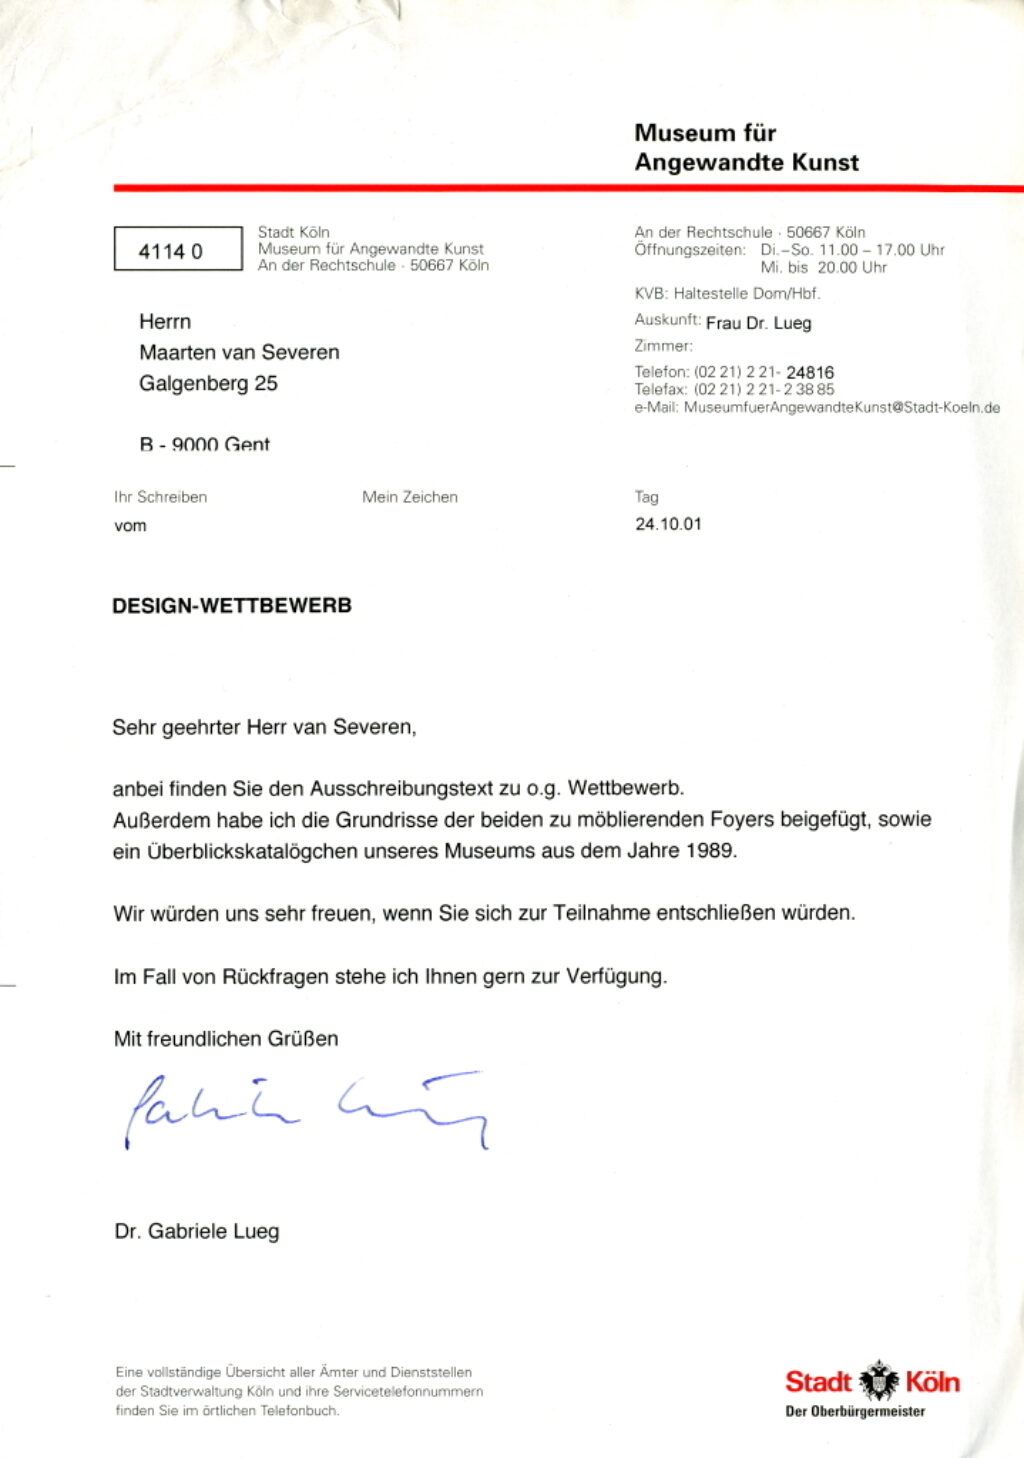 Museum für
Angewandte Kunst
4114 0
Stadt Köln
Museum für Angewandte Kunst
An der Rechtschule · 50667 Köln
An der Rechtschule · 50667 Köln
Öffnungszeiten: Di.–So. 11.00 – 17.00 Uhr
Mi. bis 20.00 Uhr
KVB: Haltestelle Dom/Hbf.
Auskunft: Frau Dr. Lueg
Zimmer:
Telefon: (02 21) 2 21- 24816
Telefax: (02 21) 2 21- 2 38 85
e-Mail: MuseumfuerAngewandteKunst@Stadt-Koeln.de
Herrn
Maarten van Severen
Galgenberg 25
B - 9000 Gent
Ihr Schreiben
vom
Mein Zeichen
Tag
24.10.01
DESIGN-WETTBEWERB
Sehr geehrter Herr van Severen,
anbei finden Sie den Ausschreibungstext zu o.g. Wettbewerb.
Außerdem habe ich die Grundrisse der beiden zu möblierenden Foyers beigefügt, sowie
ein Überblickskatalögchen unseres Museums aus dem Jahre 1989.
Wir würden uns sehr freuen, wenn Sie sich zur Teilnahme entschließen würden.
Im Fall von Rückfragen stehe ich Ihnen gern zur Verfügung.
Mit freundlichen Grüßen
Gabriele Lueg
Dr. Gabriele Lueg
Eine vollständige Übersicht aller Ämter und Dienststellen
der Stadtverwaltung Köln und ihre Servicetelefonnummern
finden Sie im örtlichen Telefonbuch.
Stadt Köln
Der Oberbürgermeister